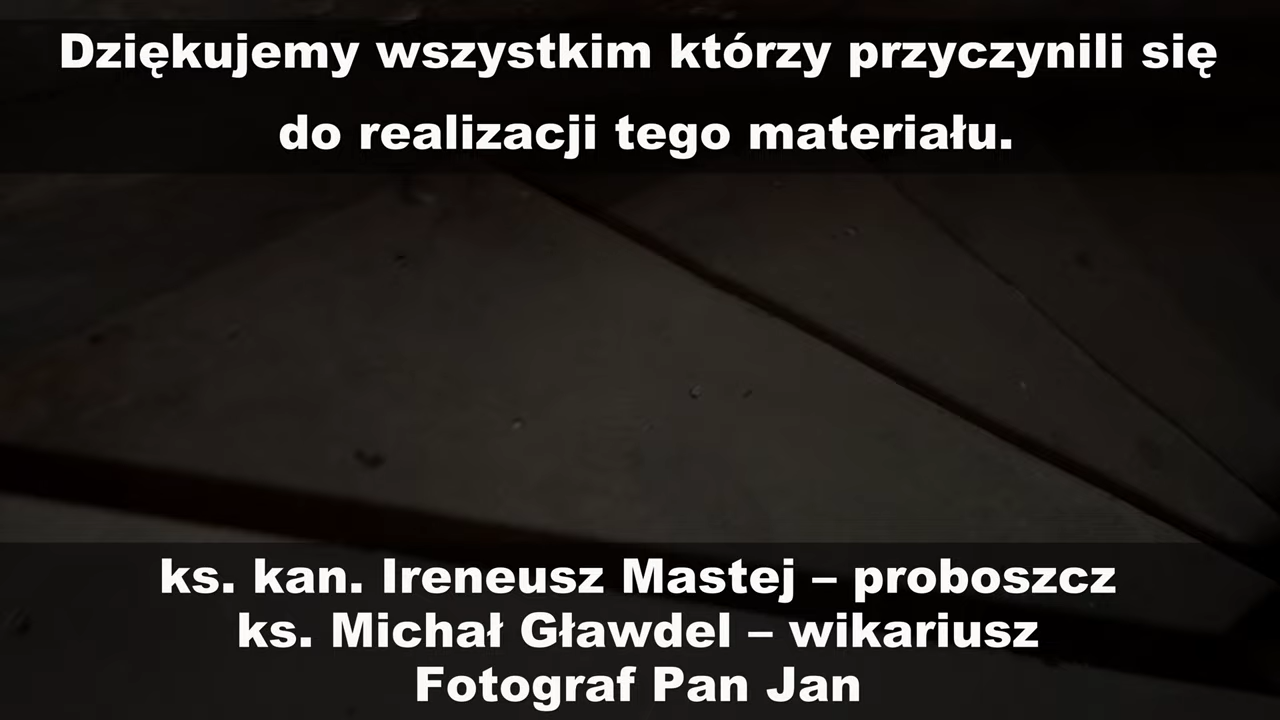 Dziękujemy wszystkim którzy przyczynili się
do realizacji tego materiału.
ks. kan. Ireneusz Mastej – proboszcz
ks. Michał Gławdel – wikariusz
Fotograf Pan Jan